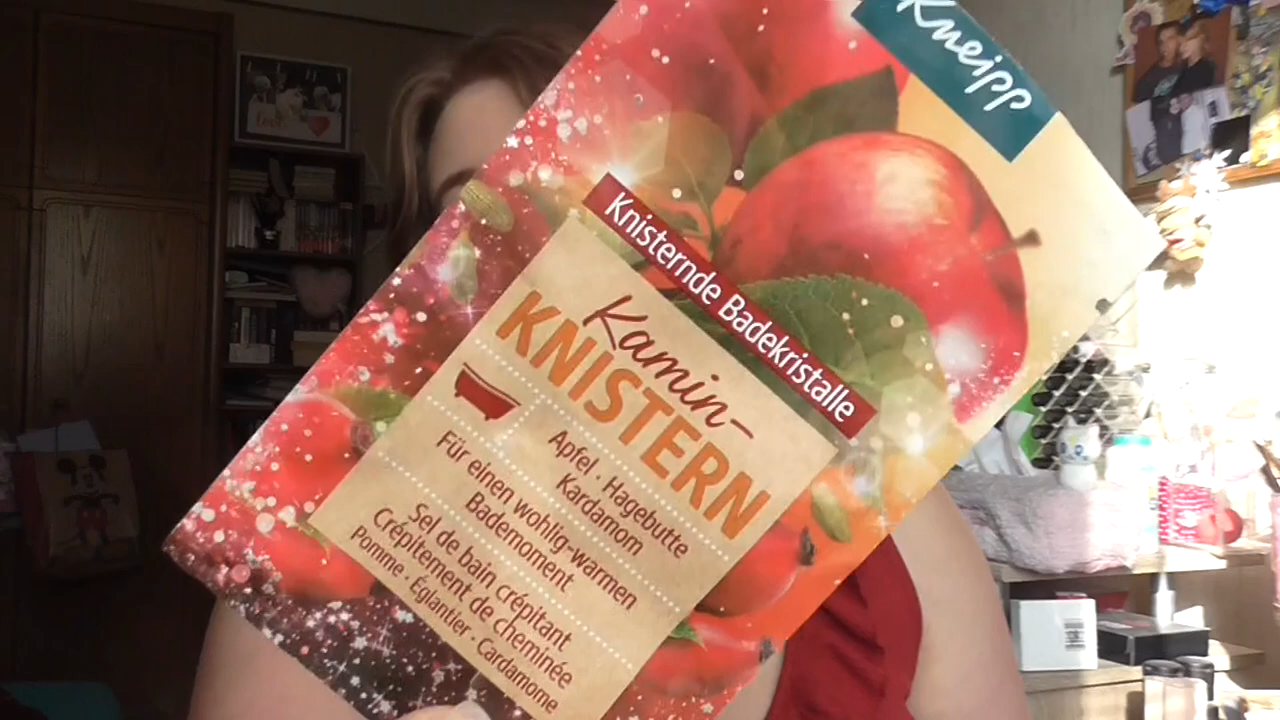 Kneipp
Knisternde Badekristalle
Kamin-
KNISTERN
Apfel · Hagebutte
Kardamom
Für einen wohlig-warmen
Bademoment
Sel de bain crépitant
Crépitement de cheminée
Pomme · Églantier · Cardamome